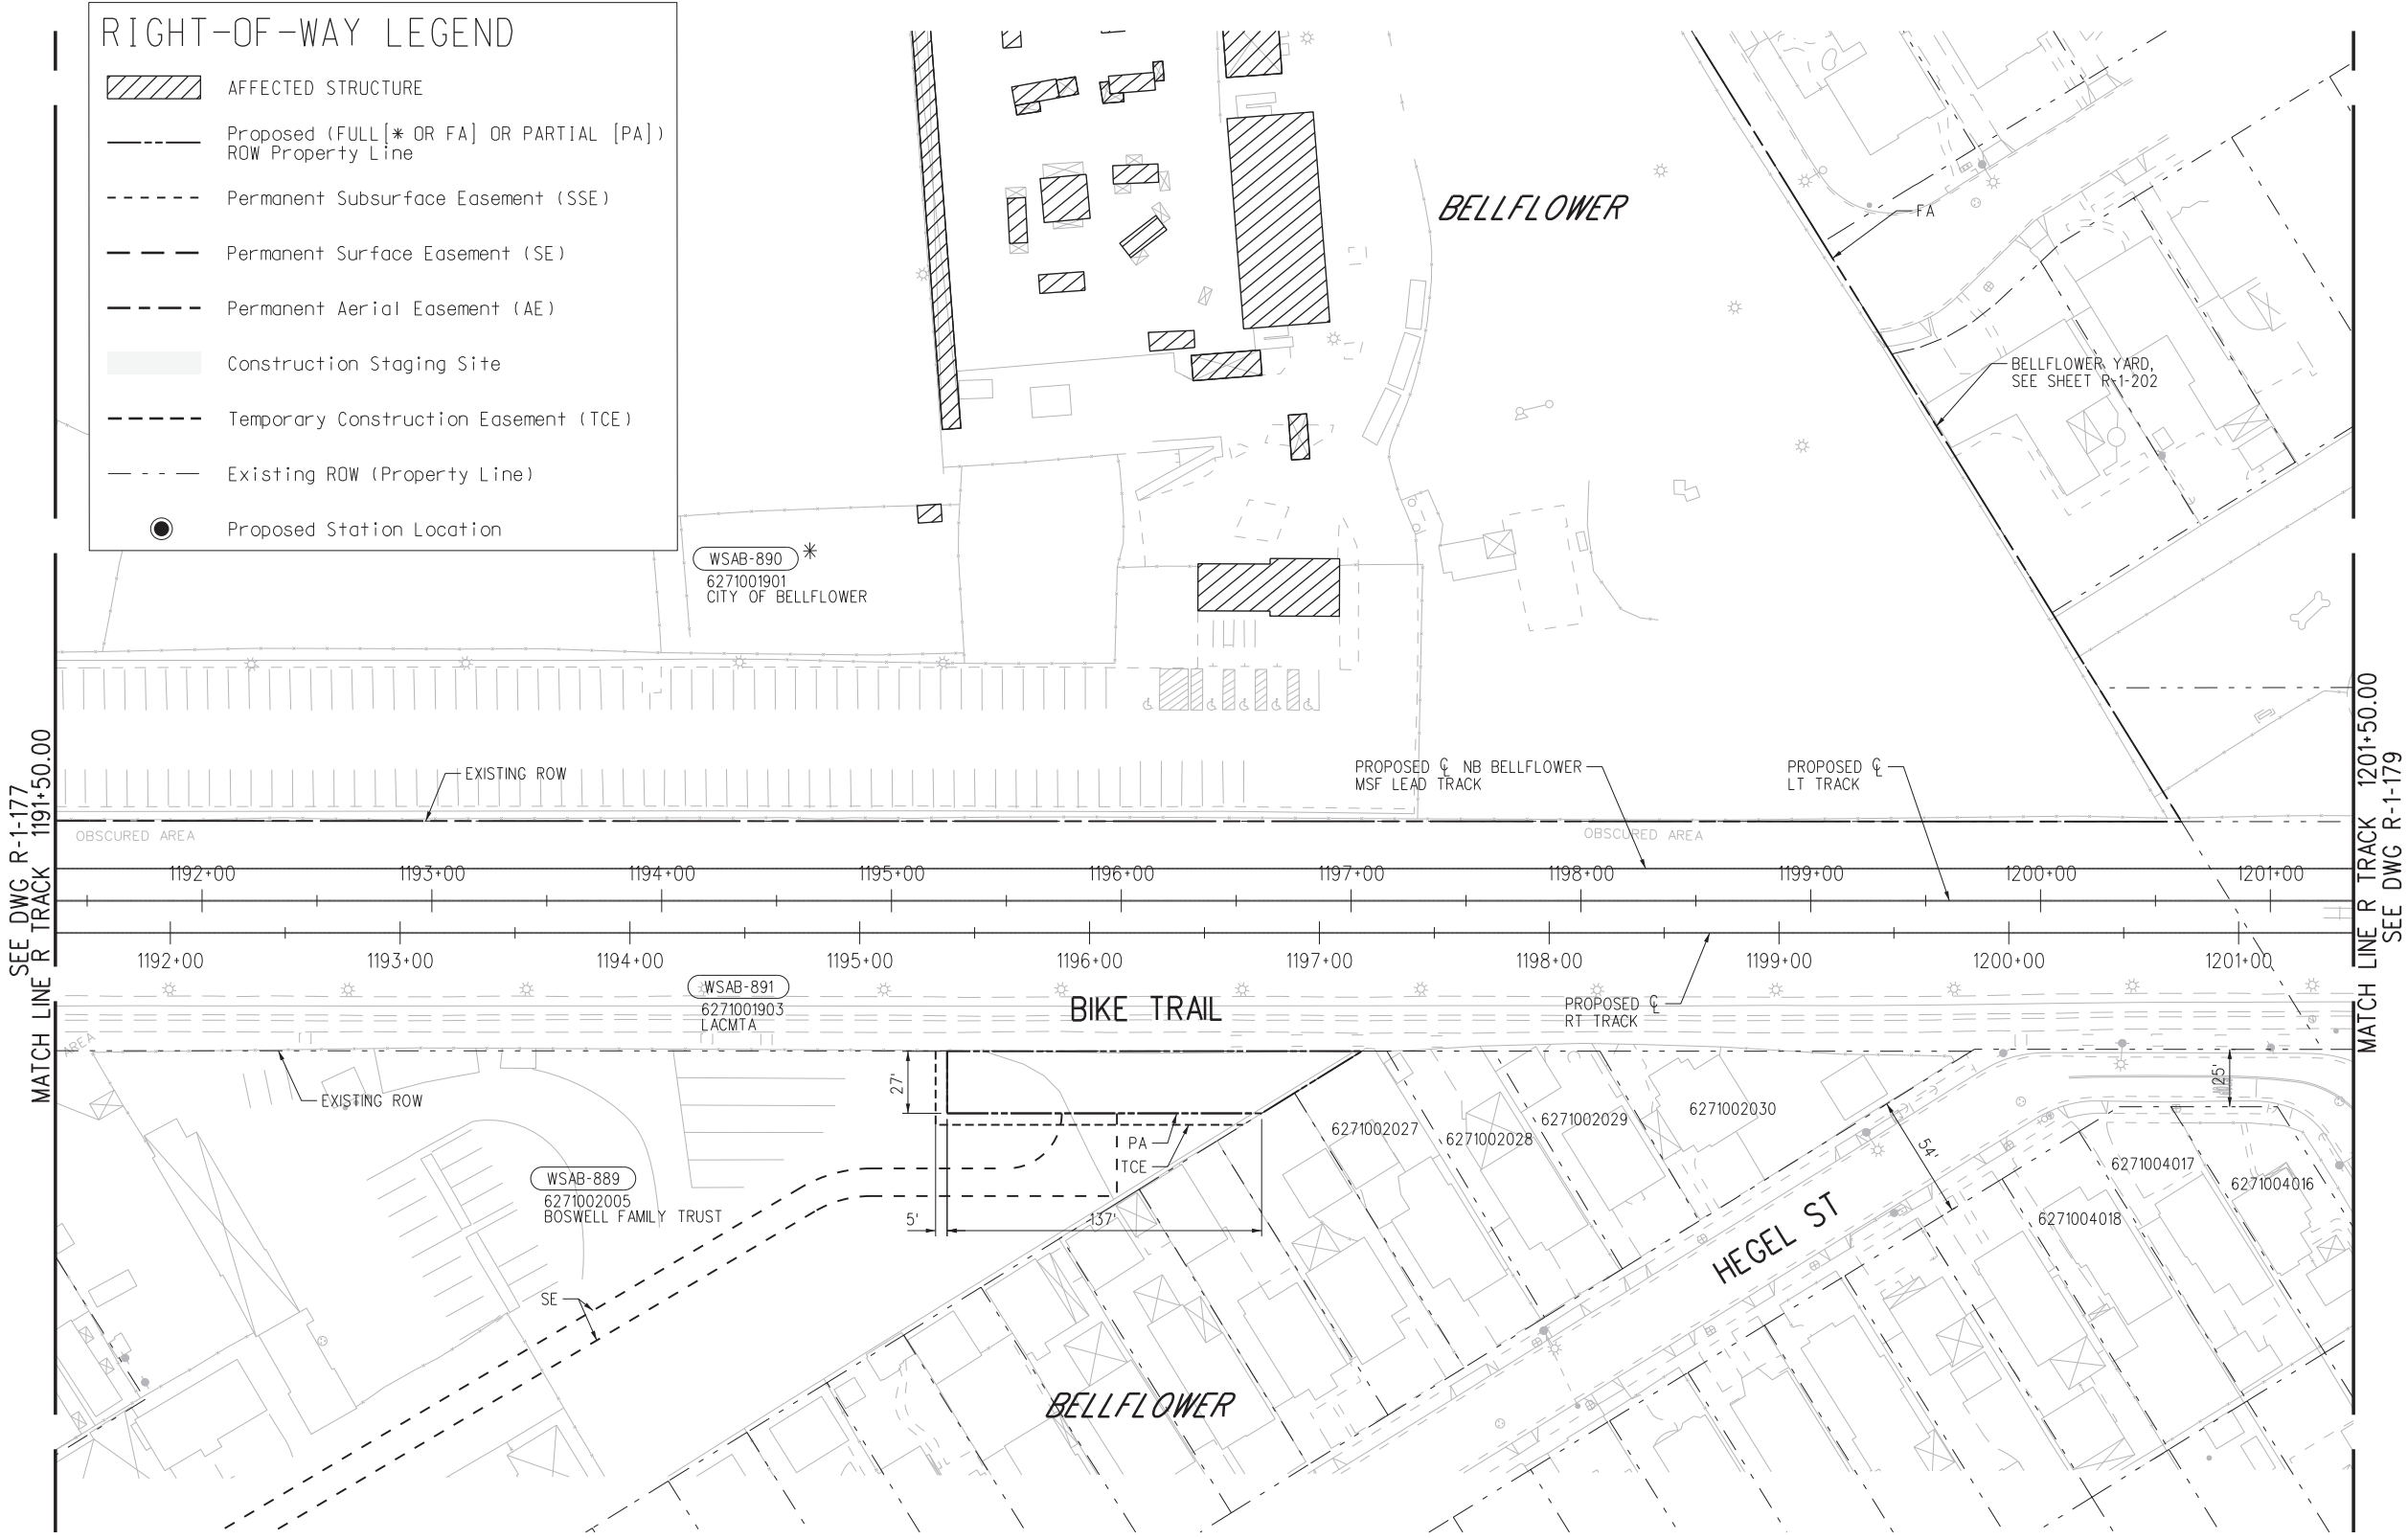 RIGHT-OF-WAY LEGEND
AFFECTED STRUCTURE
Proposed (FULL[* OR FA] OR PARTIAL [PA])
ROW Property Line
Permanent Subsurface Easement (SSE)
Permanent Surface Easement (SE)
Permanent Aerial Easement (AE)
Construction Staging Site
Temporary Construction Easement (TCE)
Existing ROW (Property Line)
Proposed Station Location
BELLFLOWER
FA
BELLFLOWER YARD,
SEE SHEET R-1-202
WSAB-890 *
6271001901
CITY OF BELLFLOWER
SEE DWG R-1-177
MATCH LINE R TRACK 1191+50.00
MATCH LINE R TRACK 1201+50.00
SEE DWG R-1-179
EXISTING ROW
PROPOSED ℄ NB BELLFLOWER
MSF LEAD TRACK
PROPOSED ℄
LT TRACK
OBSCURED AREA
OBSCURED AREA
1192+00 1193+00 1194+00 1195+00 1196+00 1197+00 1198+00 1199+00 1200+00 1201+00
1192+00 1193+00 1194+00 1195+00 1196+00 1197+00 1198+00 1199+00 1200+00 1201+00
WSAB-891
6271001903
LACMTA
BIKE TRAIL
PROPOSED ℄
RT TRACK
AREA
EXISTING ROW
27'
25'
PA
TCE
6271002027
6271002028
6271002029
6271002030
54'
6271004017
6271004016
6271004018
WSAB-889
6271002005
BOSWELL FAMILY TRUST
5'
137'
HEGEL ST
SE
BELLFLOWER